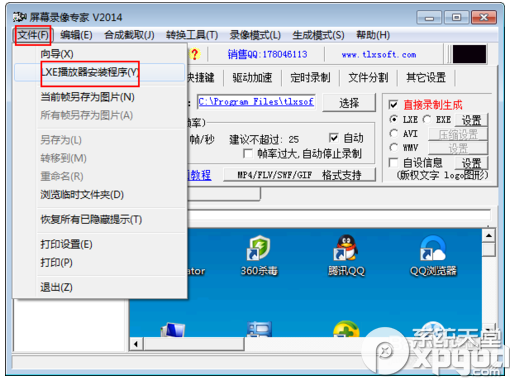 屏幕录像专家 V2014
文件(F) 编辑(E) 合成截取(J) 转换工具(T) 录像模式(L) 生成模式(S) 帮助(H)
向导(X)
LXE播放器安装程序(Y)
当前帧另存为图片(N)
所有帧另存为图片(A)
另存为(L)
转移到(M)
重命名(R)
浏览临时文件夹(D)
恢复所有已隐藏提示(T)
打印设置(E)
打印(P)
退出(Z)
? 销售QQ:178046113 www.tlxsoft.com
快捷键 驱动加速 定时录制 文件分割 其它设置
C:\Program Files\tlxsof 选择
帧/秒 建议不超过: 25 自动
帧率过大,自动停止录制
教程 MP4/FLV/SWF/GIF 格式支持
直接录制生成
LXE EXE 设置
AVI 压缩设置
WMV 设置
自设信息 设置
(版权文字 logo图形)
ator 360杀毒 腾讯QQ QQ浏览器
系统天堂